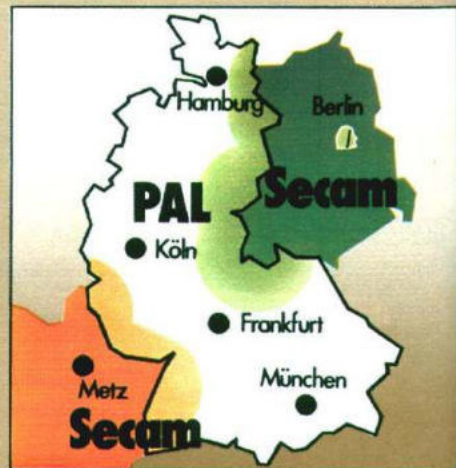 Hamburg
Berlin
PAL
Secam
Köln
Frankfurt
Metz
München
Secam